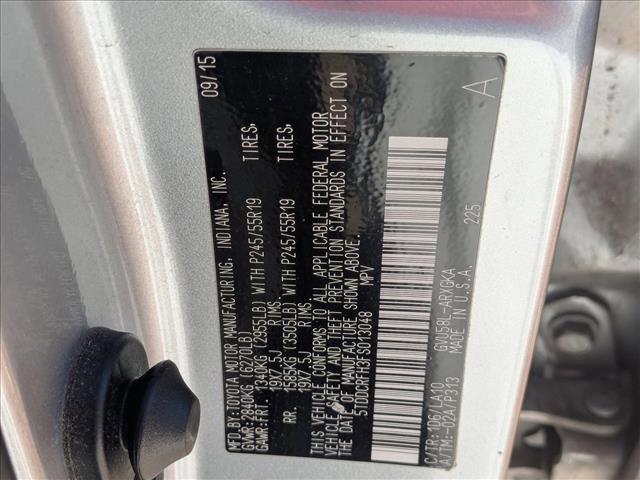 MFD.BY:TOYOTA MOTOR MANUFACTURING, INDIANA, INC. 09/15
GVWR: 2840KG (6270LB)
GAWR:FRT. 1340KG (2955LB) WITH P245/55R19 TIRES,
19X7.5J RIMS,
RR. 1585KG (3505LB) WITH P245/55R19 TIRES,
19X7.5J RIMS.
THIS VEHICLE CONFORMS TO ALL APPLICABLE FEDERAL MOTOR
VEHICLE SAFETY AND THEFT PREVENTION STANDARDS IN EFFECT ON
THE DATE OF MANUFACTURE SHOWN ABOVE.
5TDDCRFH3FS013048 MPV
A
C/TR:1D6/LA10 GVU58L-ARXGKA 225
A/TM:-02A/P313 MADE IN U.S.A.